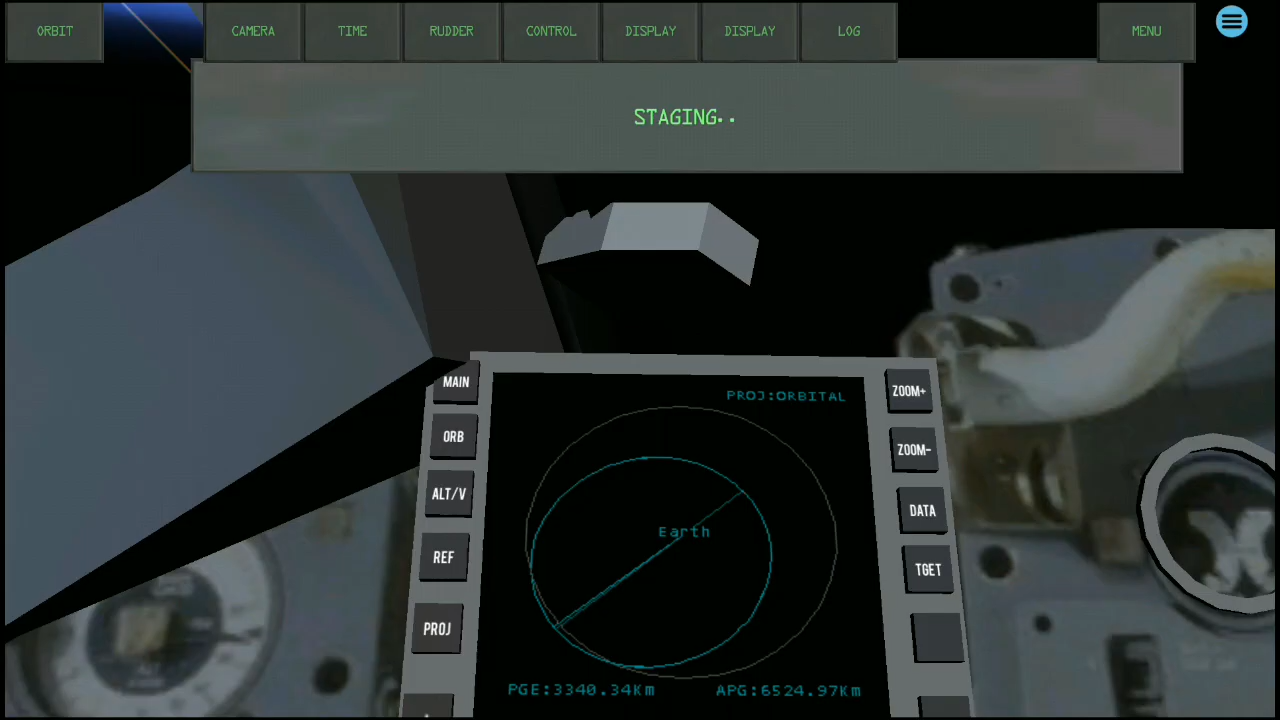 ORBIT CAMERA TIME RUDDER CONTROL DISPLAY DISPLAY LOG MENU
STAGING..
MAIN
ORB
ALT/V
REF
PROJ
PROJ:ORBITAL
Earth
PGE:3340.34Km APG:6524.97Km
ZOOM+
ZOOM-
DATA
TGET